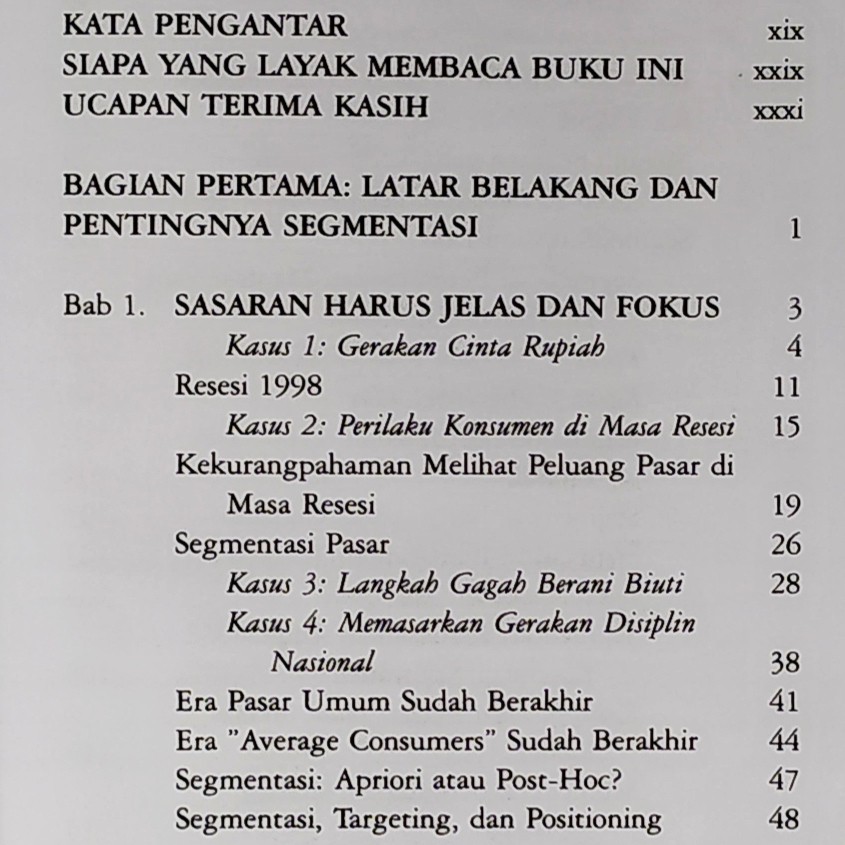 KATA PENGANTAR xix
SIAPA YANG LAYAK MEMBACA BUKU INI xxix
UCAPAN TERIMA KASIH xxxi
BAGIAN PERTAMA: LATAR BELAKANG DAN
PENTINGNYA SEGMENTASI 1
Bab 1. SASARAN HARUS JELAS DAN FOKUS 3
Kasus 1: Gerakan Cinta Rupiah 4
Resesi 1998 11
Kasus 2: Perilaku Konsumen di Masa Resesi 15
Kekurangpahaman Melihat Peluang Pasar di
Masa Resesi 19
Segmentasi Pasar 26
Kasus 3: Langkah Gagah Berani Biuti 28
Kasus 4: Memasarkan Gerakan Disiplin
Nasional 38
Era Pasar Umum Sudah Berakhir 41
Era ”Average Consumers” Sudah Berakhir 44
Segmentasi: Apriori atau Post-Hoc? 47
Segmentasi, Targeting, dan Positioning 48